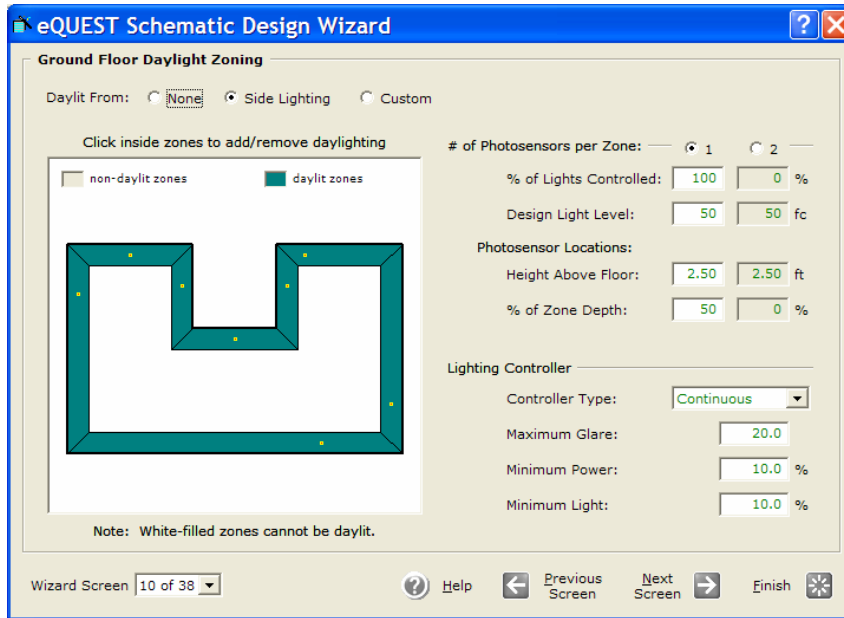 eQUEST Schematic Design Wizard
Ground Floor Daylight Zoning
Daylit From: None Side Lighting Custom
Click inside zones to add/remove daylighting
non-daylit zones daylit zones
Note: White-filled zones cannot be daylit.
# of Photosensors per Zone: 1 2
% of Lights Controlled: 100 0 %
Design Light Level: 50 50 fc
Photosensor Locations:
Height Above Floor: 2.50 2.50 ft
% of Zone Depth: 50 0 %
Lighting Controller
Controller Type: Continuous
Maximum Glare: 20.0
Minimum Power: 10.0 %
Minimum Light: 10.0 %
Wizard Screen 10 of 38 ? Help Previous Screen Next Screen Finish